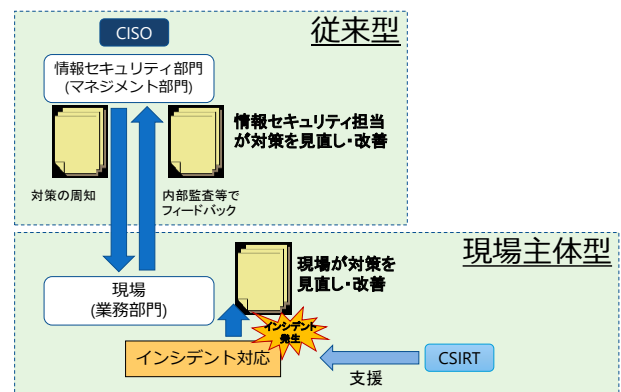 従来型
CISO
情報セキュリティ部門
(マネジメント部門)
情報セキュリティ担当
が対策を見直し・改善
対策の周知
内部監査等で
フィードバック
現場主体型
現場が対策を
見直し・改善
現場
(業務部門)
インシデント
発生
インシデント対応
CSIRT
支援